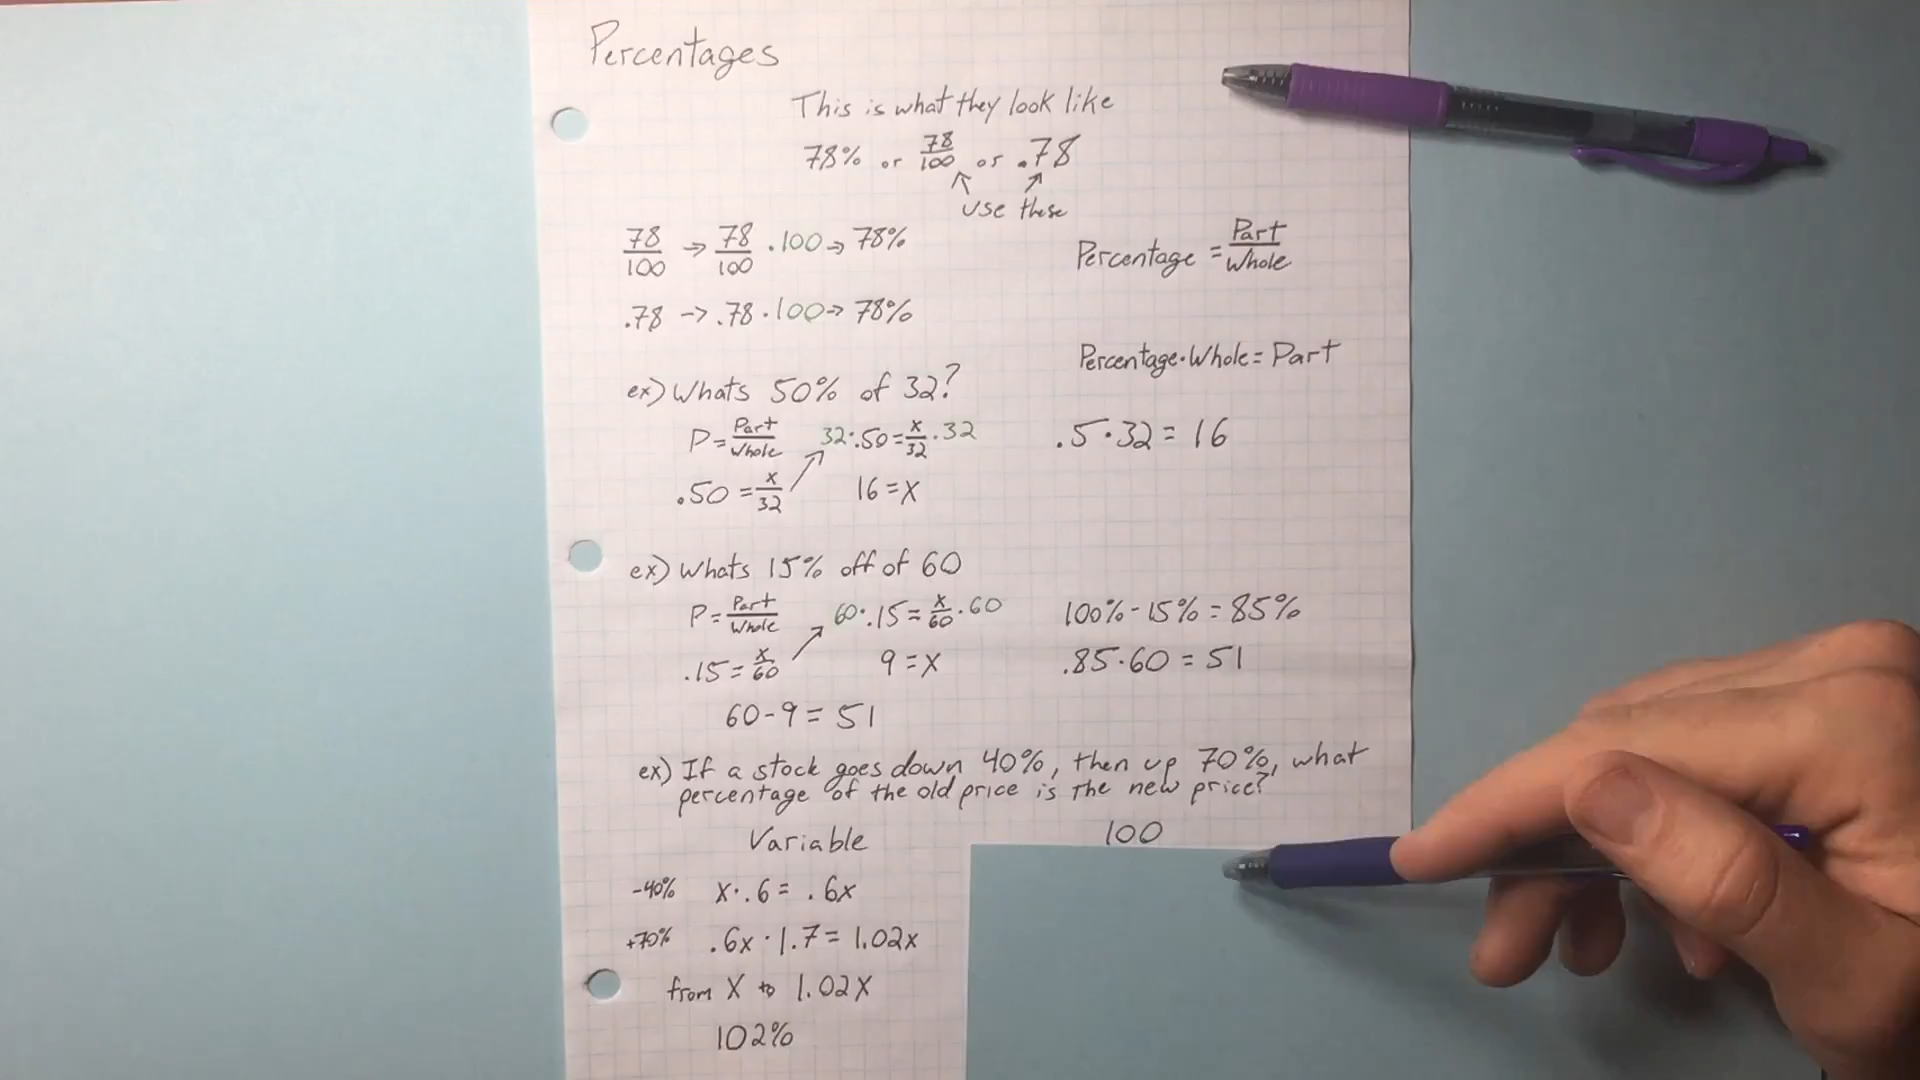 Percentages
This is what they look like
78% or 78/100 or .78
use these
78/100 → 78/100 · 100 → 78%
Percentage = Part/Whole
.78 → .78 · 100 → 78%
Percentage · Whole = Part
ex) Whats 50% of 32?
P = Part/Whole 32 · .50 = x/32 · 32 .5 · 32 = 16
.50 = x/32 16 = x
ex) Whats 15% off of 60
P = Part/Whole 60 · .15 = x/60 · 60 100% - 15% = 85%
.15 = x/60 9 = x .85 · 60 = 51
60 - 9 = 51
ex) If a stock goes down 40%, then up 70%, what
percentage of the old price is the new price?
Variable 100
-40% x · .6 = .6x
+70% .6x · 1.7 = 1.02x
from x to 1.02x
102%